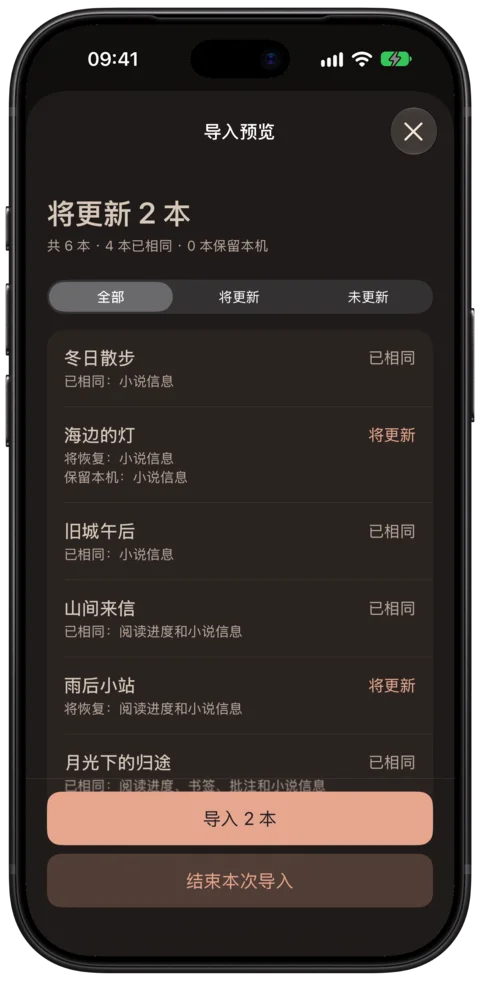 09:41
导入预览
将更新 2 本
共 6 本 · 4 本已相同 · 0 本保留本机
全部 将更新 未更新
冬日散步 已相同
已相同：小说信息
海边的灯 将更新
将恢复：小说信息
保留本机：小说信息
旧城午后 已相同
已相同：小说信息
山间来信 已相同
已相同：阅读进度和小说信息
雨后小站 将更新
将恢复：阅读进度和小说信息
月光下的归途 已相同
已相同：阅读进度、书签、批注和小说信息
导入 2 本
结束本次导入